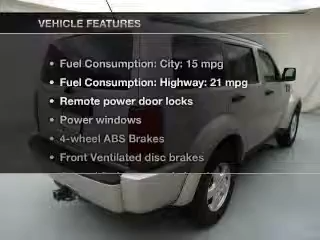 VEHICLE FEATURES
• Fuel Consumption: City: 15 mpg
• Fuel Consumption: Highway: 21 mpg
• Remote power door locks
• Power windows
• 4-wheel ABS Brakes
• Front Ventilated disc brakes